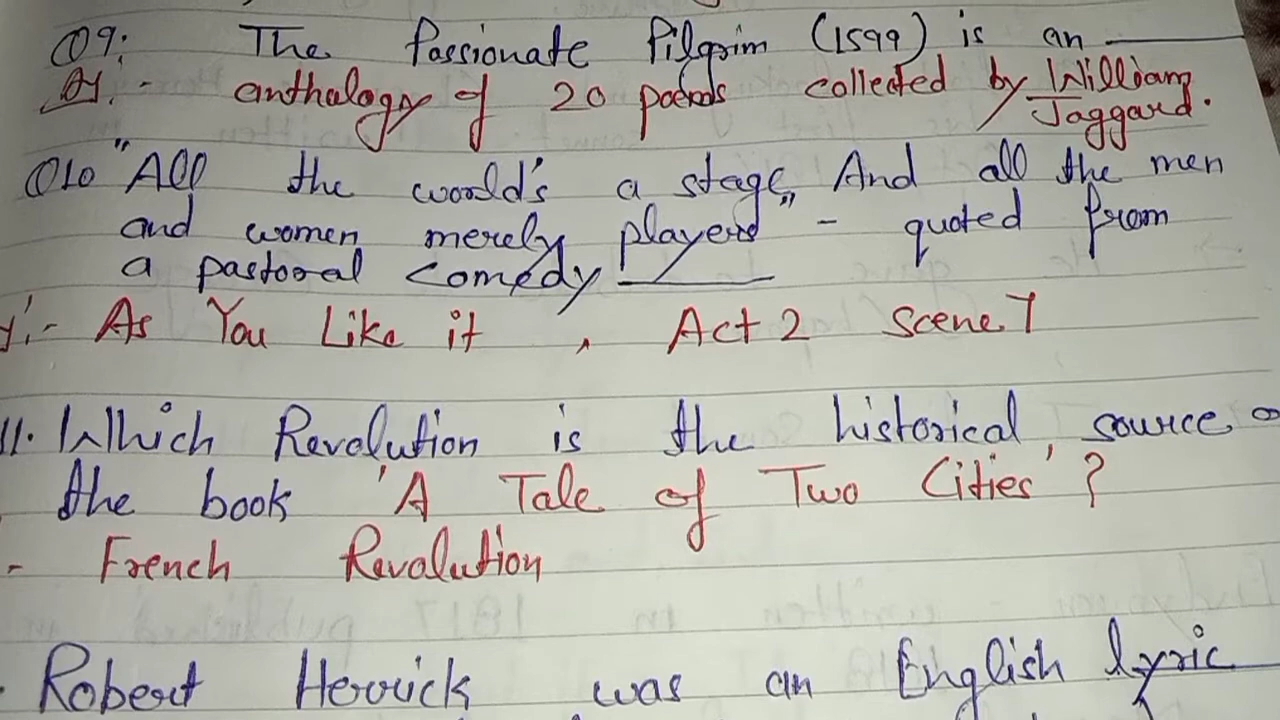 Q9: The Passionate Pilgrim (1599) is an ———
Ans. - anthology of 20 poems collected by William Jaggard.
Q10 "All the world's a stage, And all the men
and women merely players" - quoted from
a pastoral comedy ———
:- As You Like it , Act 2 Scene 7
11. Which Revolution is the historical source
the book 'A Tale of Two Cities' ?
- French Revolution
Robert Herrick was an English lyric